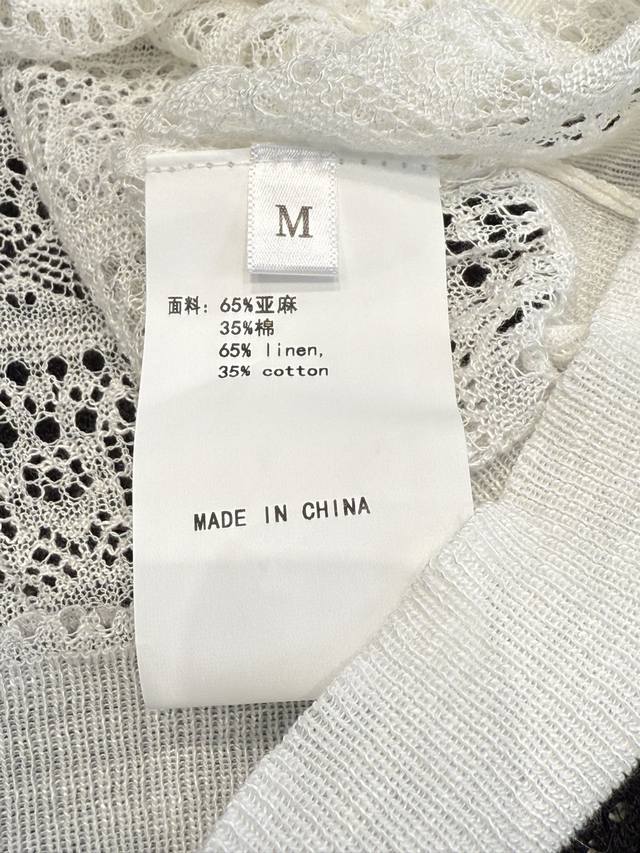 M
面料: 65%亚麻
35%棉
65% linen,
35% cotton
MADE IN CHINA